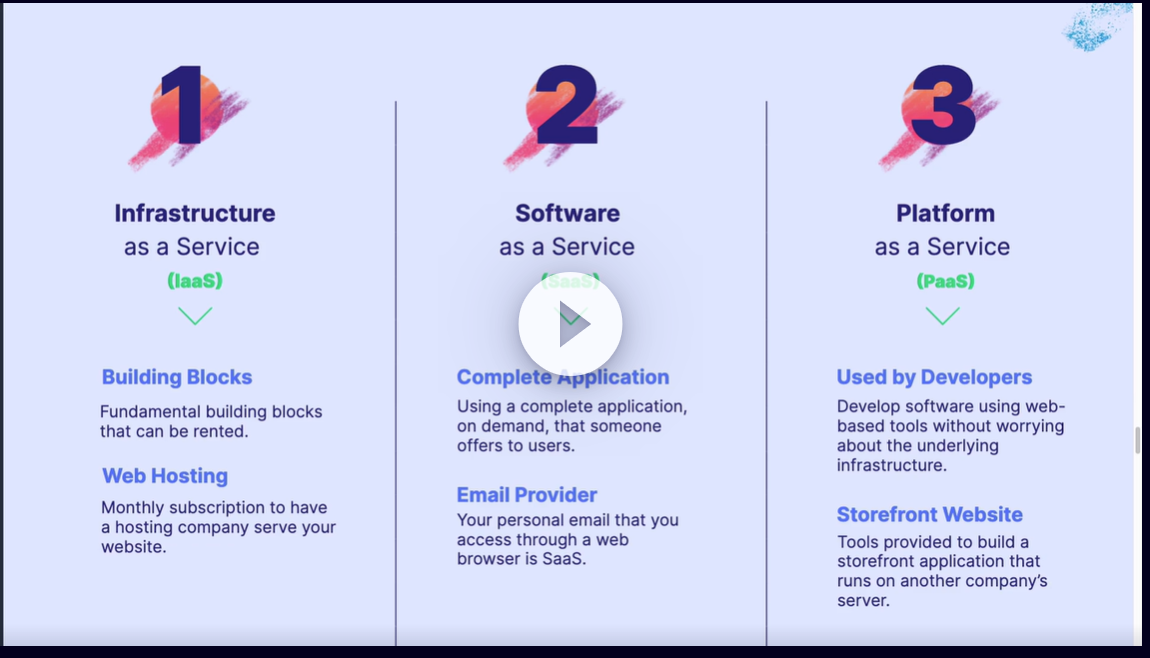 1
Infrastructure
as a Service
(IaaS)
Building Blocks
Fundamental building blocks
that can be rented.
Web Hosting
Monthly subscription to have
a hosting company serve your
website.
2
Software
as a Service
(SaaS)
Complete Application
Using a complete application,
on demand, that someone
offers to users.
Email Provider
Your personal email that you
access through a web
browser is SaaS.
3
Platform
as a Service
(PaaS)
Used by Developers
Develop software using web-
based tools without worrying
about the underlying
infrastructure.
Storefront Website
Tools provided to build a
storefront application that
runs on another company’s
server.